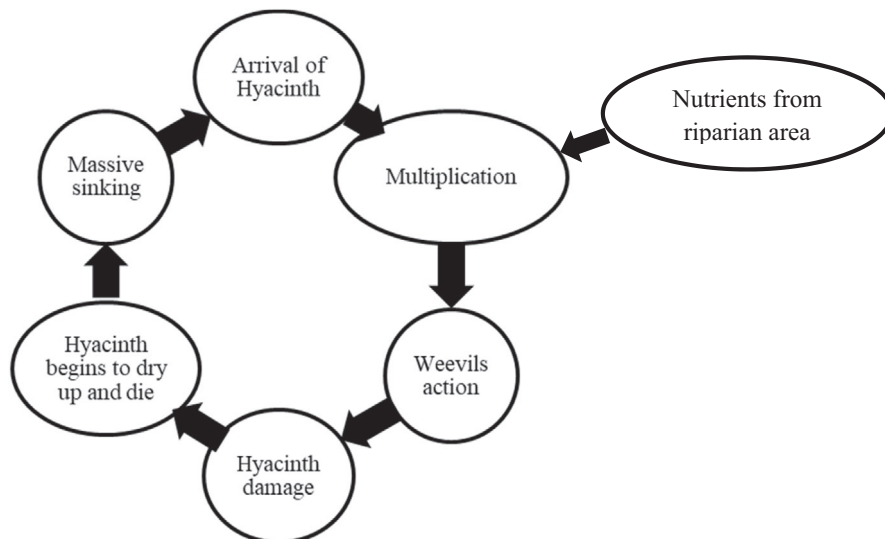 Arrival of
Hyacinth
Nutrients from
riparian area
Multiplication
Weevils
action
Hyacinth
damage
Hyacinth
begins to dry
up and die
Massive
sinking